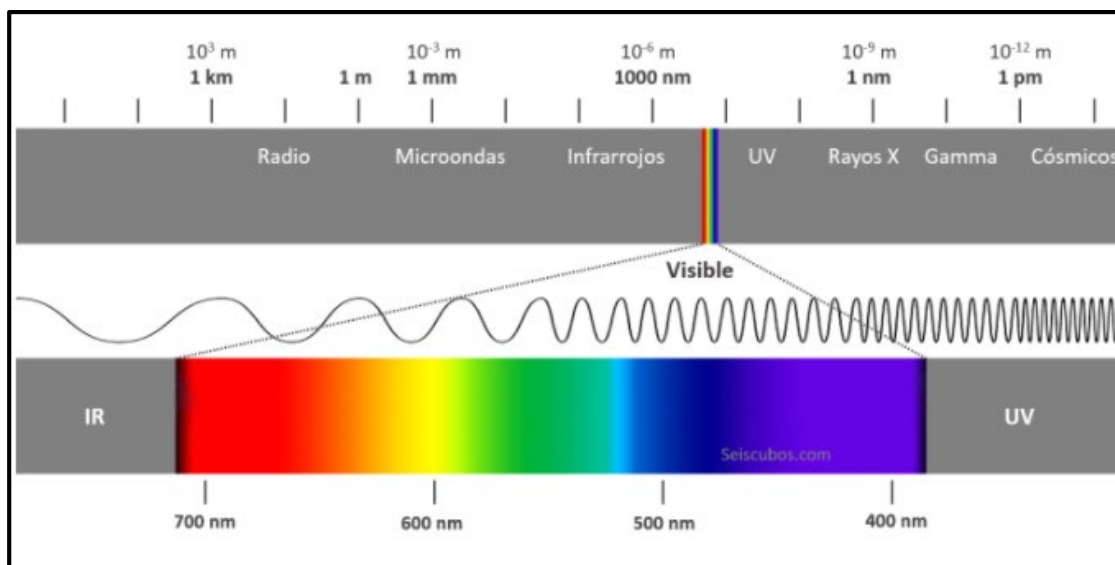 10³ m 10⁻³ m 10⁻⁶ m 10⁻⁹ m 10⁻¹² m
1 km 1 m 1 mm 1000 nm 1 nm 1 pm
Radio Microondas Infrarrojos UV Rayos X Gamma Cósmicos
Visible
IR UV
Seiscubos.com
700 nm 600 nm 500 nm 400 nm